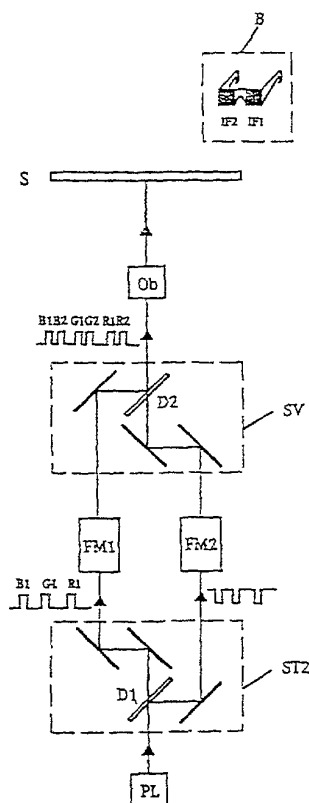 B
IF2 IF1
S
Ob
B1B2 G1G2 R1R2
D2
SV
FM1 FM2
B1 G1 R1
D1
ST2
PL